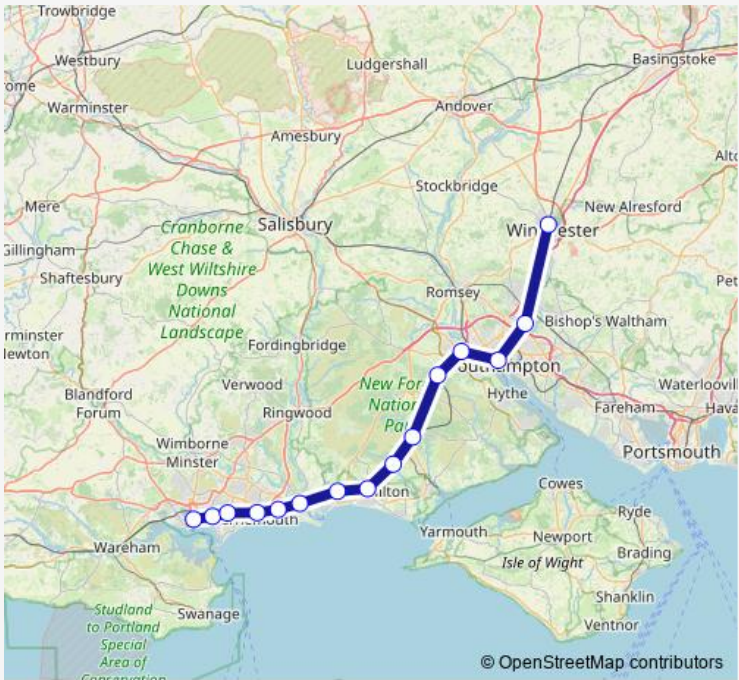 Trowbridge
Westbury
Ludgershall
Basingstoke
Warminster
Andover
Amesbury
Stockbridge
Mere
Salisbury
New Alresford
Cranborne
Chase &
West Wiltshire
Downs
National
Landscape
Gillingham
Shaftesbury
Romsey
Bishop's Waltham
Fordingbridge
Verwood
Hythe
Blandford
Forum
Ringwood
Fareham
Wimborne
Minster
Portsmouth
Cowes
Ryde
Yarmouth
Newport
Brading
Wareham
Isle of Wight
Shanklin
Studland
to Portland
Special
Area of
Conservation
Swanage
Ventnor
© OpenStreetMap contributors